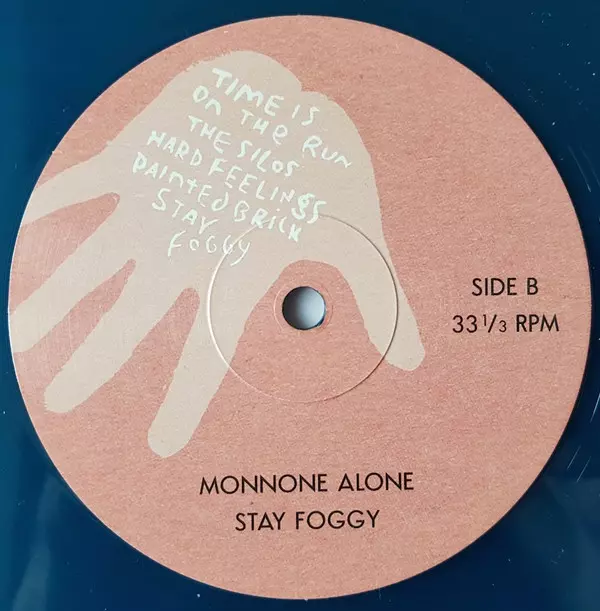 TIME IS
ON THE RUN
THE SILOS
HARD FEELINGS
PAINTED BRICK
STAY
FOGGY
SIDE B
33 1/3 RPM
MONNONE ALONE
STAY FOGGY